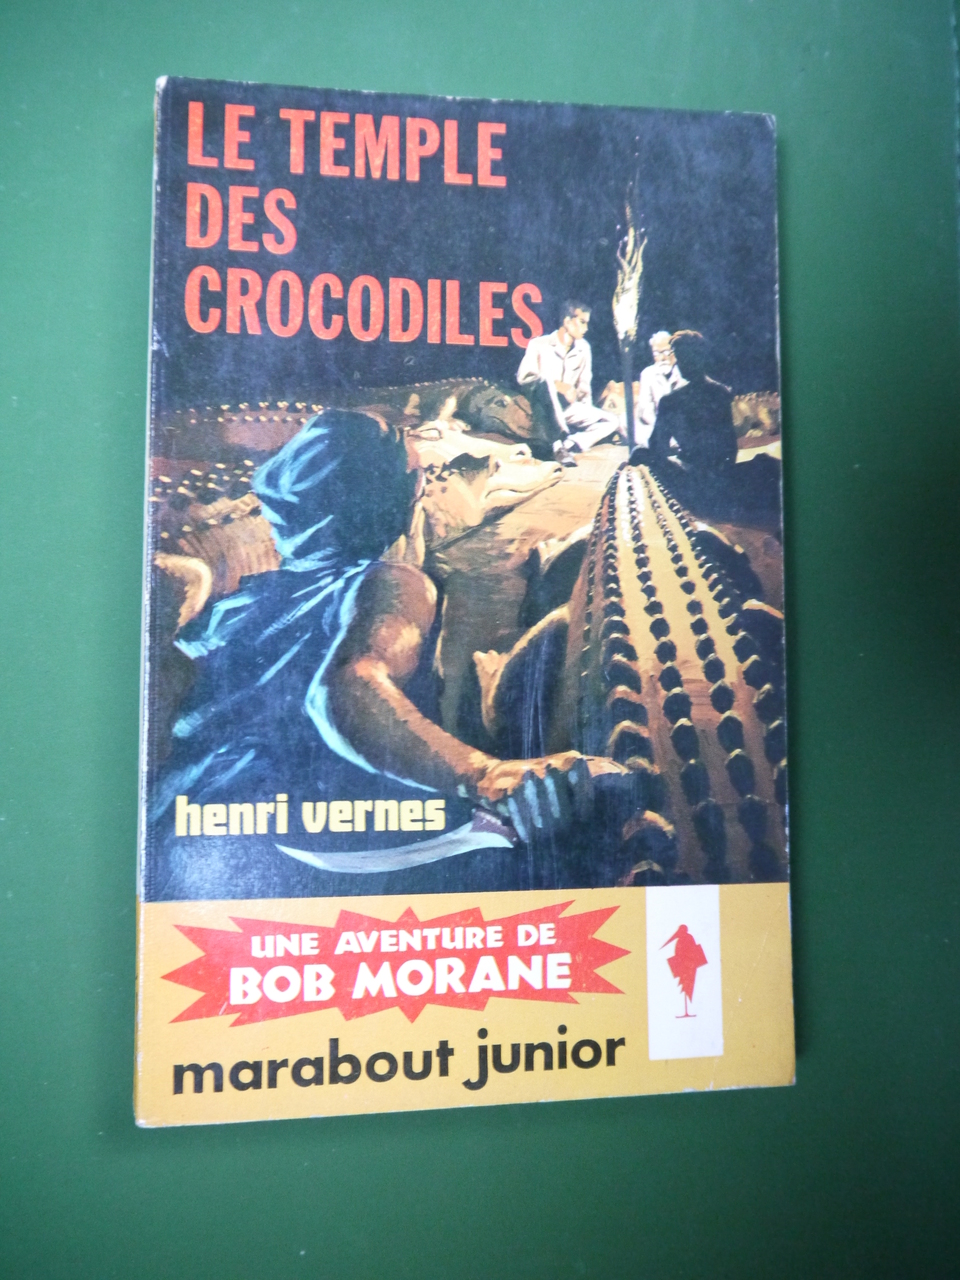 LE TEMPLE
DES
CROCODILES
henri vernes
UNE AVENTURE DE
BOB MORANE
marabout junior